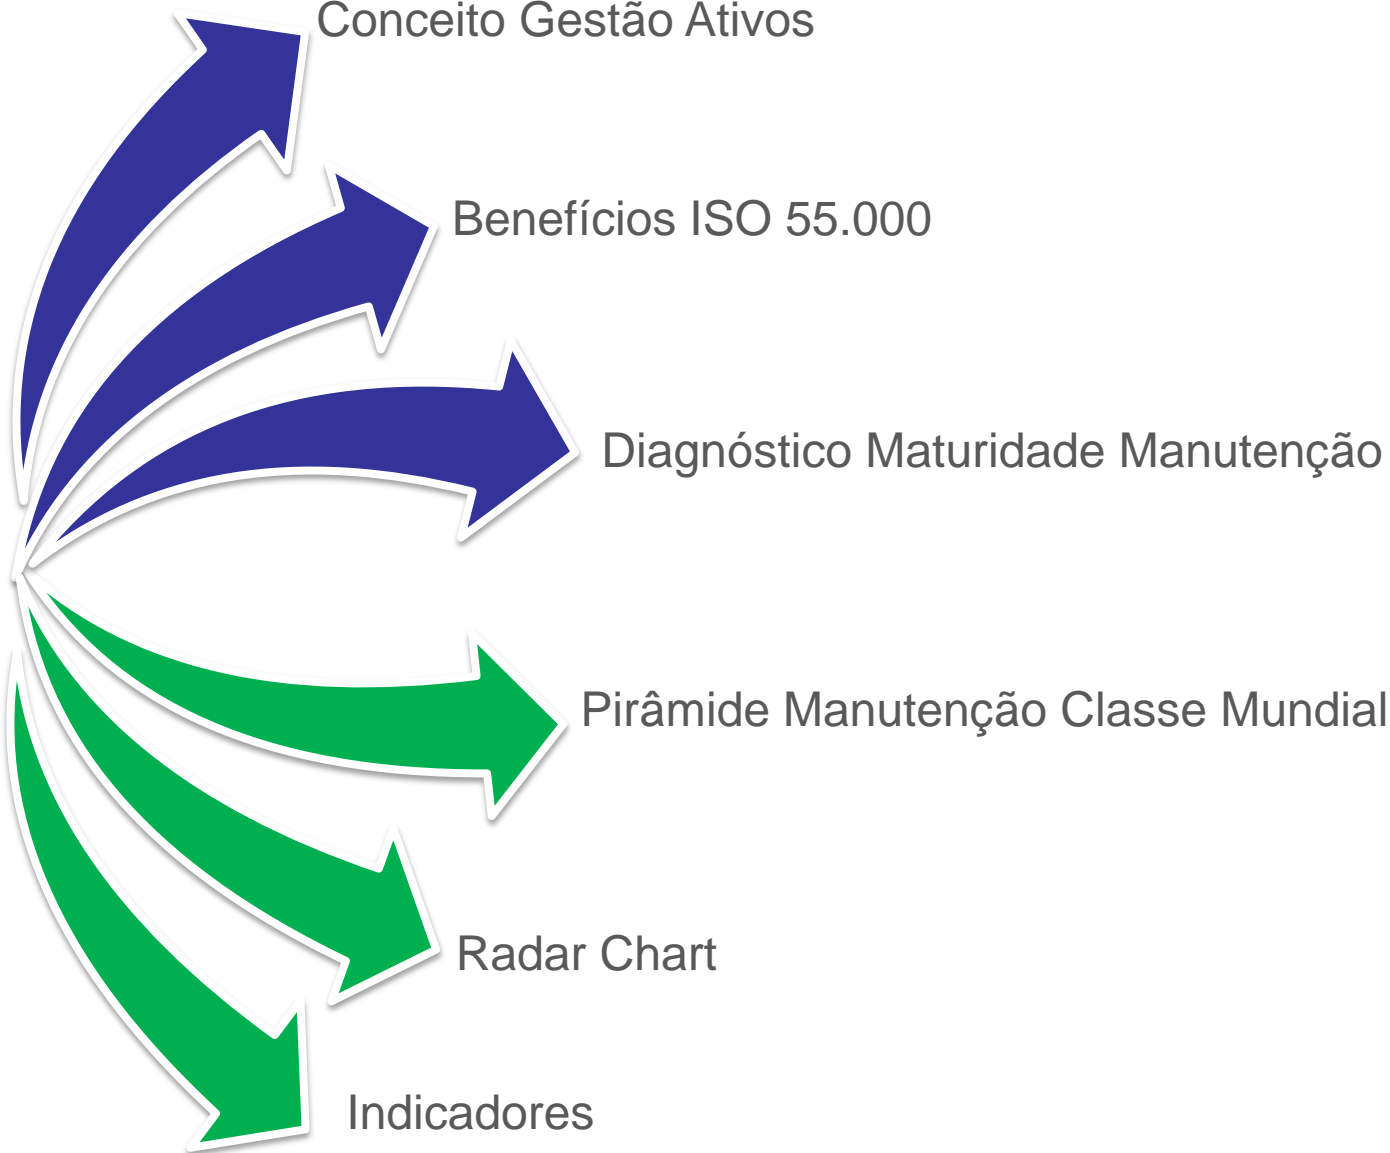 Conceito Gestão Ativos
Benefícios ISO 55.000
Diagnóstico Maturidade Manutenção
Pirâmide Manutenção Classe Mundial
Radar Chart
Indicadores